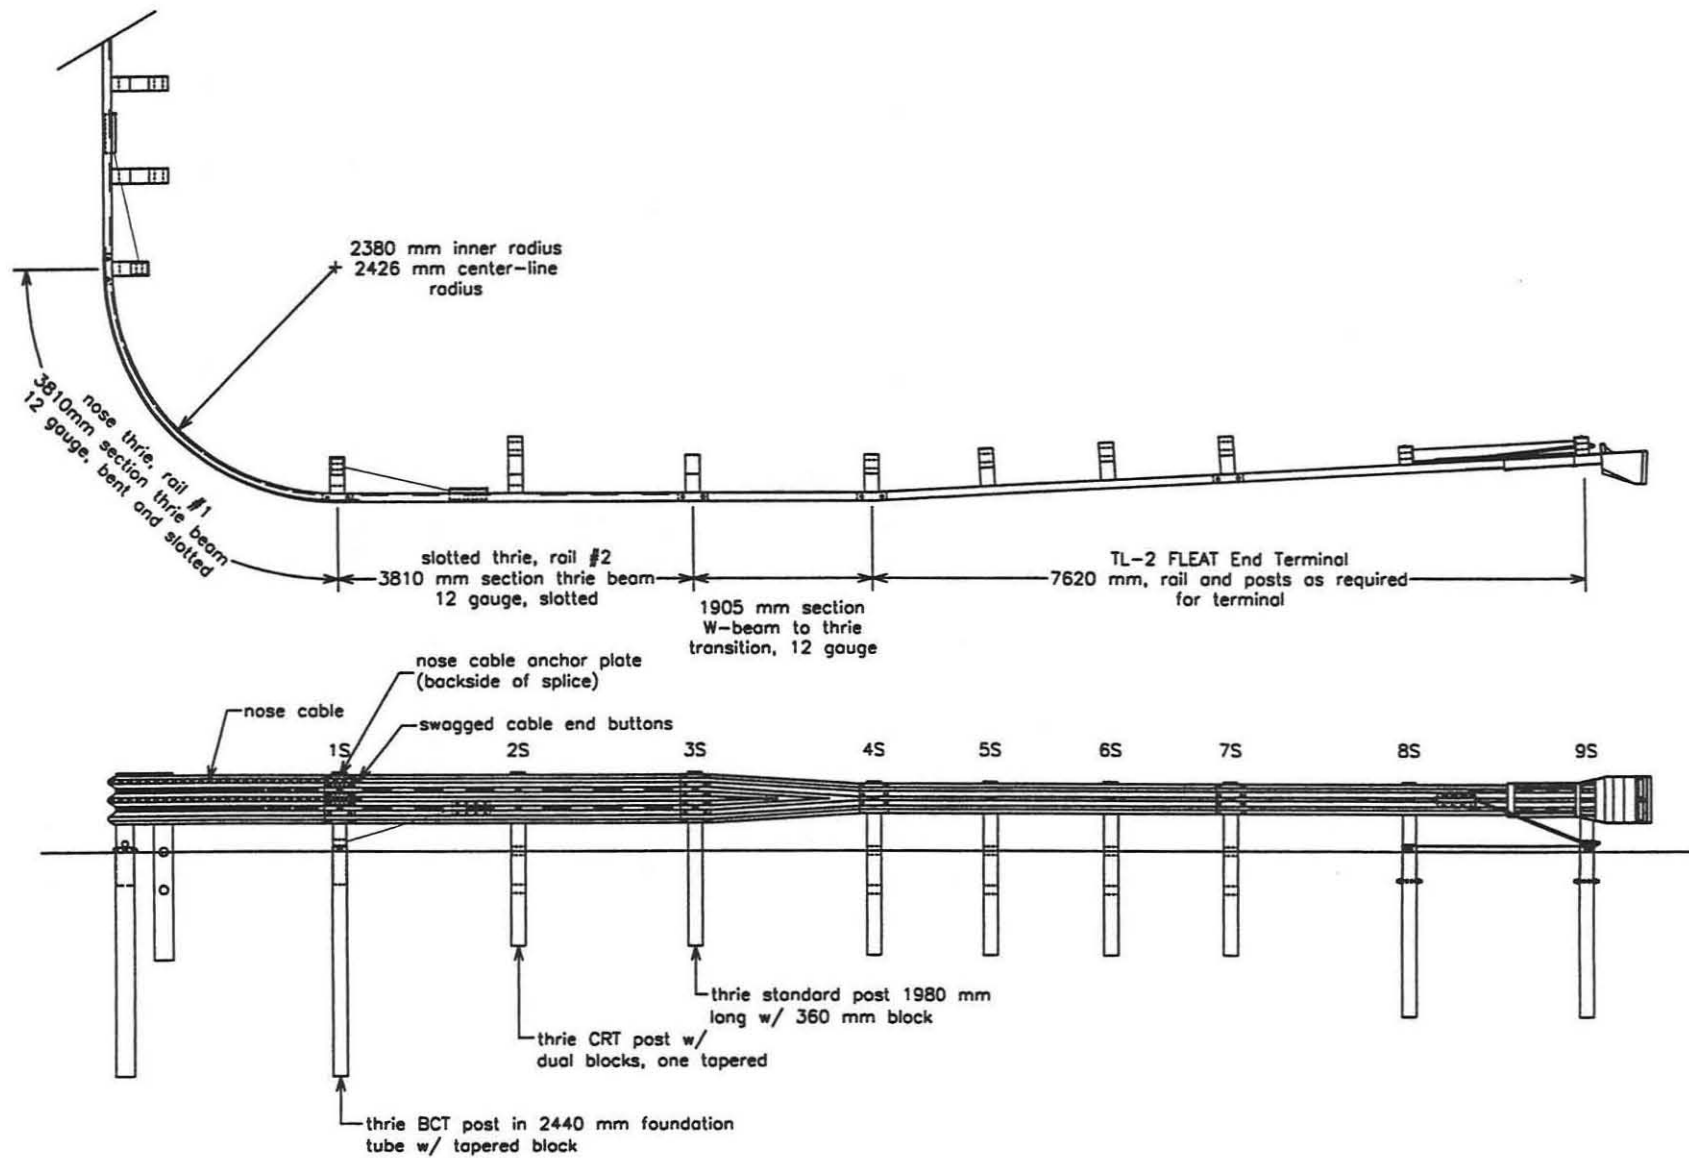 2380 mm inner radius
2426 mm center-line
radius
nose thrie, rail #1
3810mm section thrie beam
12 gauge, bent and slotted
slotted thrie, rail #2
3810 mm section thrie beam
12 gauge, slotted
1905 mm section
W-beam to thrie
transition, 12 gauge
TL-2 FLEAT End Terminal
7620 mm, rail and posts as required
for terminal
nose cable anchor plate
(backside of splice)
nose cable
swagged cable end buttons
1S
2S
3S
4S
5S
6S
7S
8S
9S
thrie standard post 1980 mm
long w/ 360 mm block
thrie CRT post w/
dual blocks, one tapered
thrie BCT post in 2440 mm foundation
tube w/ tapered block